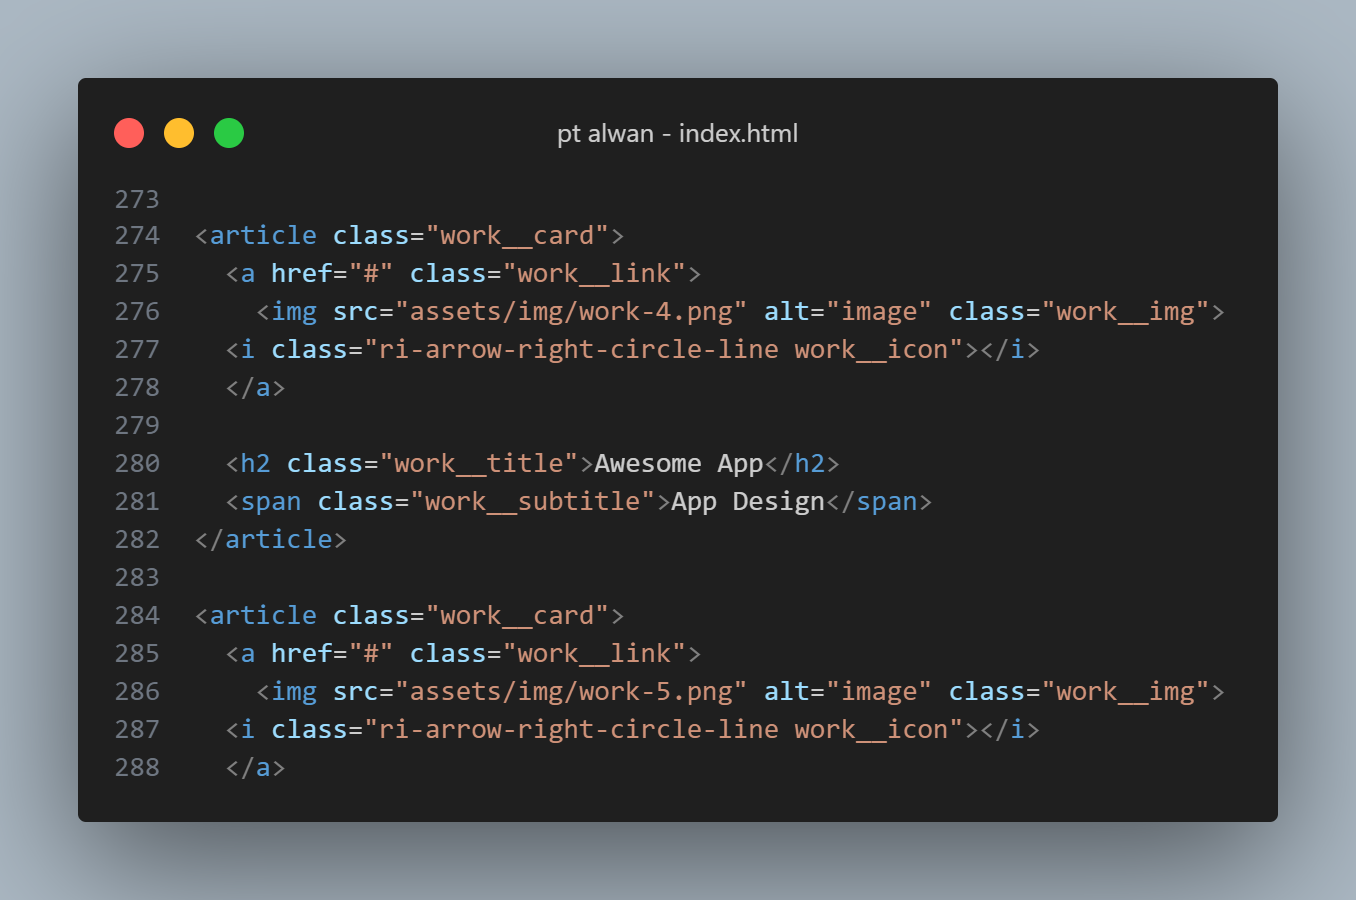 pt alwan - index.html
273
274 <article class="work__card">
275   <a href="#" class="work__link">
276     <img src="assets/img/work-4.png" alt="image" class="work__img">
277   <i class="ri-arrow-right-circle-line work__icon"></i>
278   </a>
279
280   <h2 class="work__title">Awesome App</h2>
281   <span class="work__subtitle">App Design</span>
282 </article>
283
284 <article class="work__card">
285   <a href="#" class="work__link">
286     <img src="assets/img/work-5.png" alt="image" class="work__img">
287   <i class="ri-arrow-right-circle-line work__icon"></i>
288   </a>